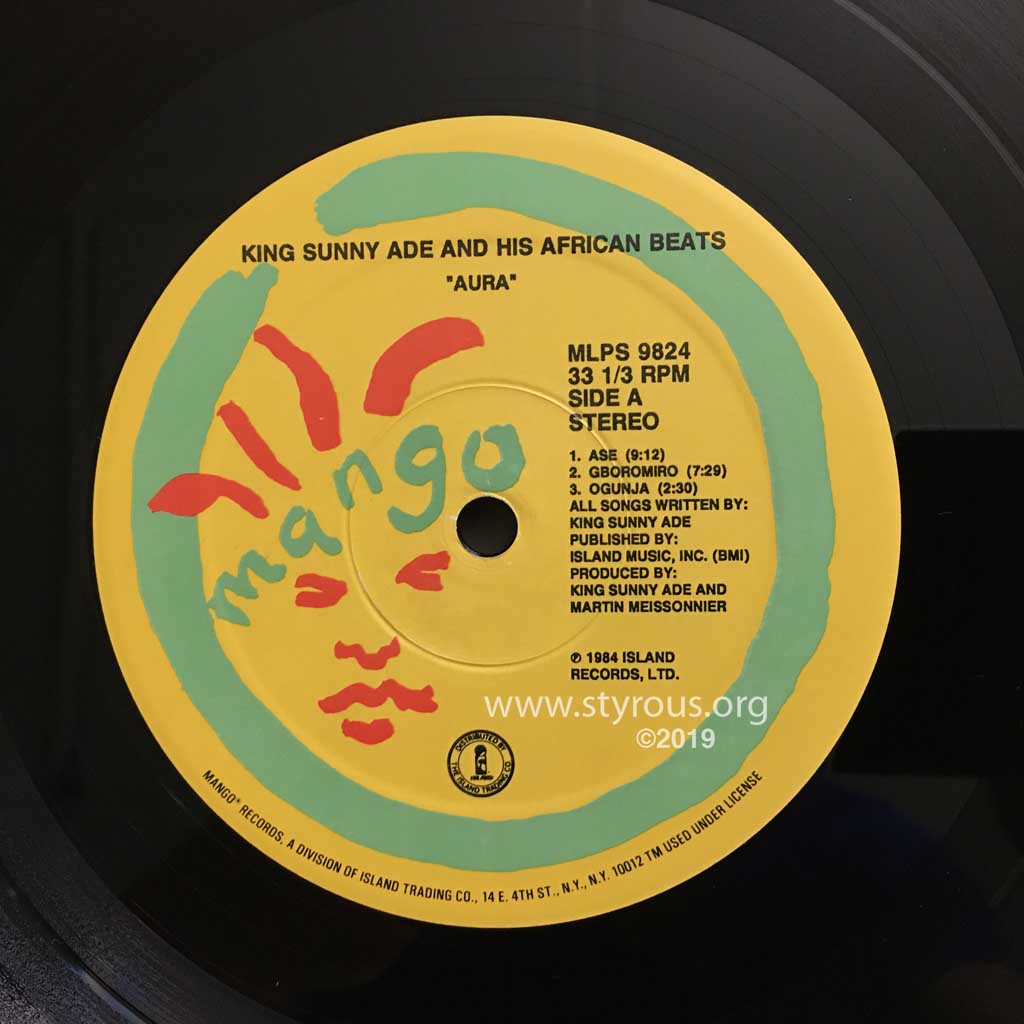 KING SUNNY ADE AND HIS AFRICAN BEATS
"AURA"
mango
MLPS 9824
33 1/3 RPM
SIDE A
STEREO
1. ASE (9:12)
2. GBOROMIRO (7:29)
3. OGUNJA (2:30)
ALL SONGS WRITTEN BY:
KING SUNNY ADE
PUBLISHED BY:
ISLAND MUSIC, INC. (BMI)
PRODUCED BY:
KING SUNNY ADE AND
MARTIN MEISSONNIER
℗ 1984 ISLAND
RECORDS, LTD.
www.styrous.org
©2019
DISTRIBUTED BY
THE ISLAND TRADING CO.
MANGO® RECORDS, A DIVISION OF ISLAND TRADING CO., 14 E. 4TH ST., N.Y., N.Y. 10012 TM USED UNDER LICENSE